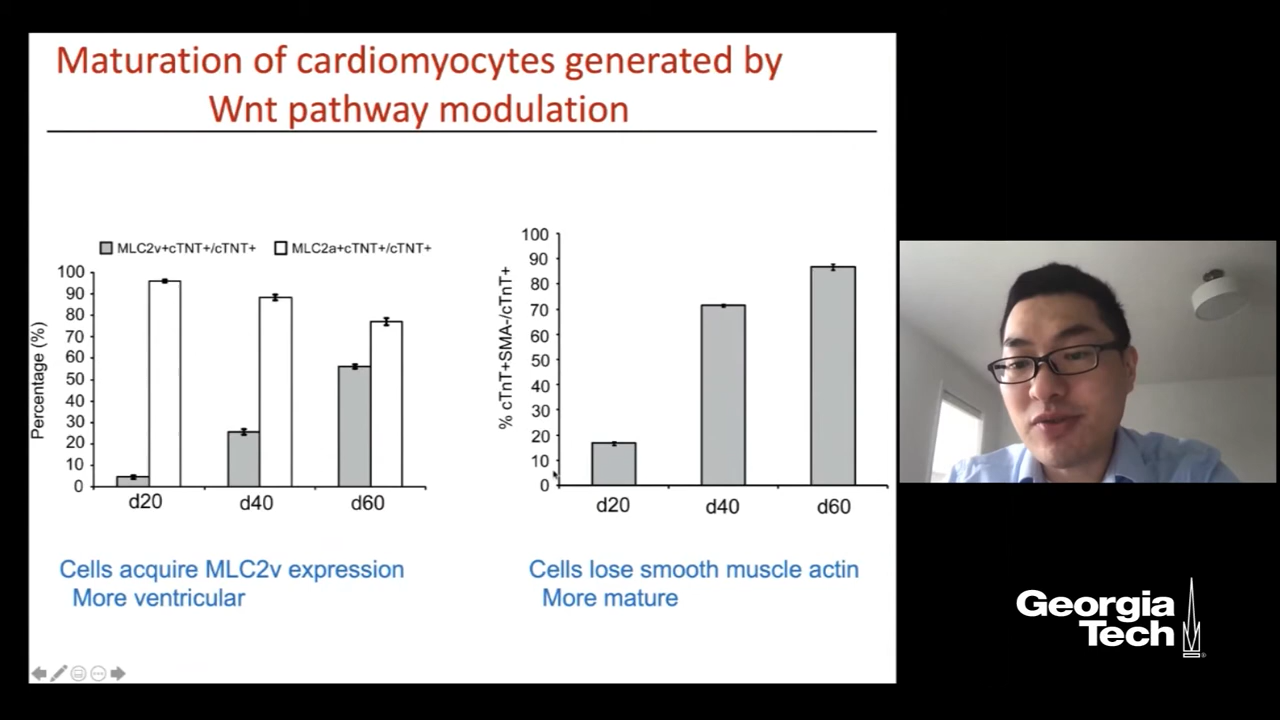 Maturation of cardiomyocytes generated by
Wnt pathway modulation
MLC2v+cTNT+/cTNT+ MLC2a+cTNT+/cTNT+
Percentage (%)
100
90
80
70
60
50
40
30
20
10
0
d20 d40 d60
% cTnT+SMA-/cTnT+
100
90
80
70
60
50
40
30
20
10
0
d20 d40 d60
Cells acquire MLC2v expression
More ventricular
Cells lose smooth muscle actin
More mature
Georgia
Tech